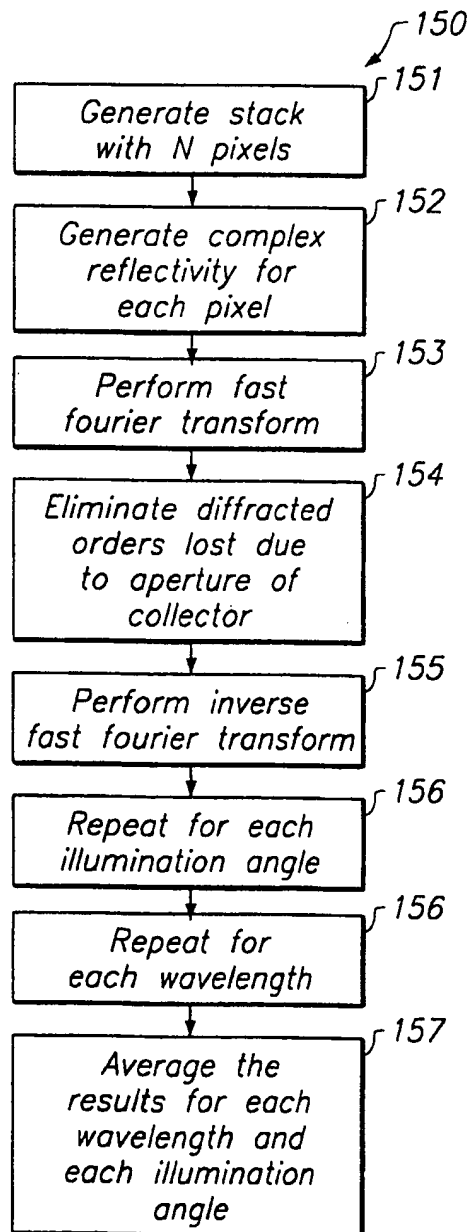 150
151
Generate stack
with N pixels
152
Generate complex
reflectivity for
each pixel
153
Perform fast
fourier transform
154
Eliminate diffracted
orders lost due
to aperture of
collector
155
Perform inverse
fast fourier transform
156
Repeat for each
illumination angle
156
Repeat for
each wavelength
157
Average the
results for each
wavelength and
each illumination
angle